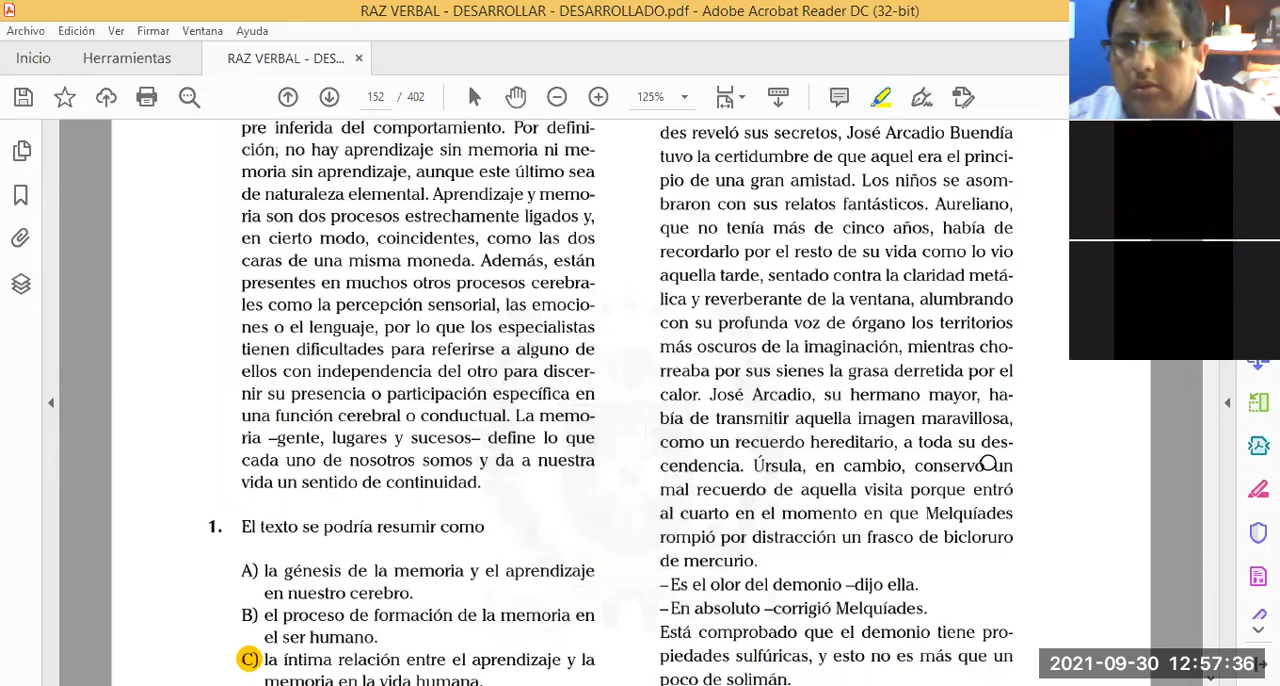 RAZ VERBAL - DESARROLLAR - DESARROLLADO.pdf - Adobe Acrobat Reader DC (32-bit)
Archivo Edición Ver Firmar Ventana Ayuda
Inicio Herramientas RAZ VERBAL - DES... ×
152 / 402 125%
pre inferida del comportamiento. Por defini-
ción, no hay aprendizaje sin memoria ni me-
moria sin aprendizaje, aunque este último sea
de naturaleza elemental. Aprendizaje y memo-
ria son dos procesos estrechamente ligados y,
en cierto modo, coincidentes, como las dos
caras de una misma moneda. Además, están
presentes en muchos otros procesos cerebra-
les como la percepción sensorial, las emocio-
nes o el lenguaje, por lo que los especialistas
tienen dificultades para referirse a alguno de
ellos con independencia del otro para discer-
nir su presencia o participación específica en
una función cerebral o conductual. La memo-
ria –gente, lugares y sucesos– define lo que
cada uno de nosotros somos y da a nuestra
vida un sentido de continuidad.
1. El texto se podría resumir como
A) la génesis de la memoria y el aprendizaje
en nuestro cerebro.
B) el proceso de formación de la memoria en
el ser humano.
C) la íntima relación entre el aprendizaje y la
memoria en la vida humana.
des reveló sus secretos, José Arcadio Buendía
tuvo la certidumbre de que aquel era el princi-
pio de una gran amistad. Los niños se asom-
braron con sus relatos fantásticos. Aureliano,
que no tenía más de cinco años, había de
recordarlo por el resto de su vida como lo vio
aquella tarde, sentado contra la claridad metá-
lica y reverberante de la ventana, alumbrando
con su profunda voz de órgano los territorios
más oscuros de la imaginación, mientras cho-
rreaba por sus sienes la grasa derretida por el
calor. José Arcadio, su hermano mayor, ha-
bía de transmitir aquella imagen maravillosa,
como un recuerdo hereditario, a toda su des-
cendencia. Úrsula, en cambio, conservó un
mal recuerdo de aquella visita porque entró
al cuarto en el momento en que Melquíades
rompió por distracción un frasco de bicloruro
de mercurio.
–Es el olor del demonio –dijo ella.
–En absoluto –corrigió Melquíades.
Está comprobado que el demonio tiene pro-
piedades sulfúricas, y esto no es más que un
poco de solimán.
2021-09-30 12:57:36